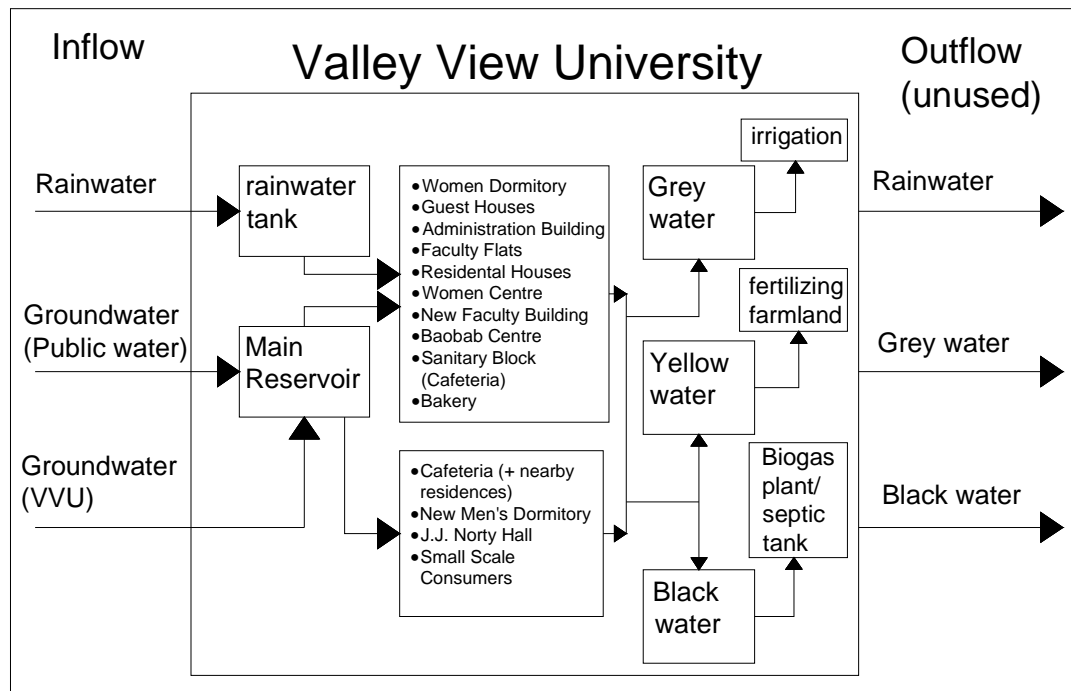 Inflow
Valley View University
Outflow
(unused)
Rainwater
Groundwater
(Public water)
Groundwater
(VVU)
rainwater
tank
Main
Reservoir
•Women Dormitory
•Guest Houses
•Administration Building
•Faculty Flats
•Residental Houses
•Women Centre
•New Faculty Building
•Baobab Centre
•Sanitary Block
(Cafeteria)
•Bakery
•Cafeteria (+ nearby
residences)
•New Men's Dormitory
•J.J. Norty Hall
•Small Scale
Consumers
Grey
water
irrigation
Yellow
water
fertilizing
farmland
Black
water
Biogas
plant/
septic
tank
Rainwater
Grey water
Black water